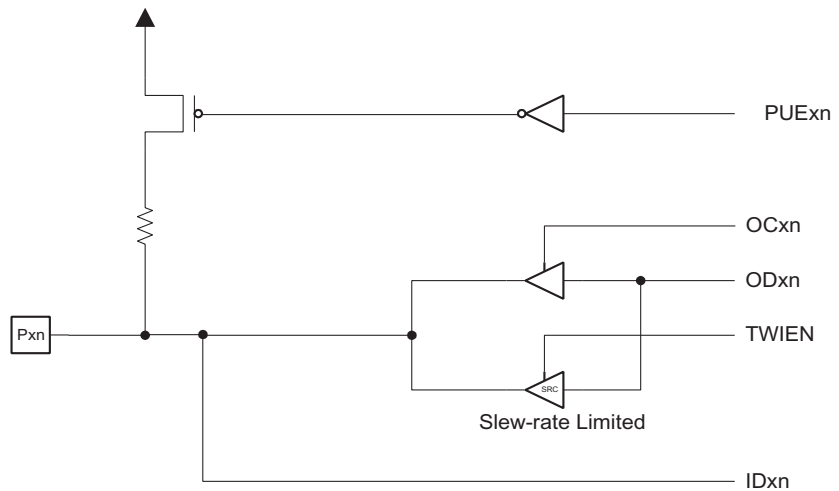 PUExn
OCxn
ODxn
Pxn
TWIEN
SRC
Slew-rate Limited
IDxn